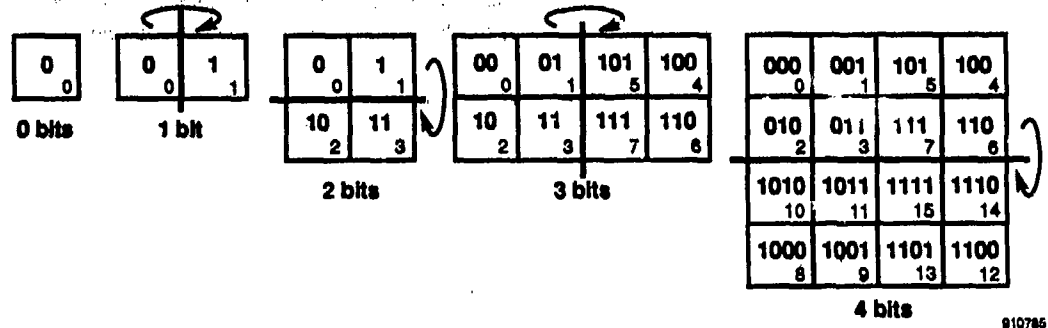 0
0
0 bits
0 1
0 1
1 bit
0 1
0 1
10 11
2 3
2 bits
00 01 101 100
0 1 5 4
10 11 111 110
2 3 7 6
3 bits
000 001 101 100
0 1 5 4
010 011 111 110
2 3 7 6
1010 1011 1111 1110
10 11 15 14
1000 1001 1101 1100
8 9 13 12
4 bits
910785